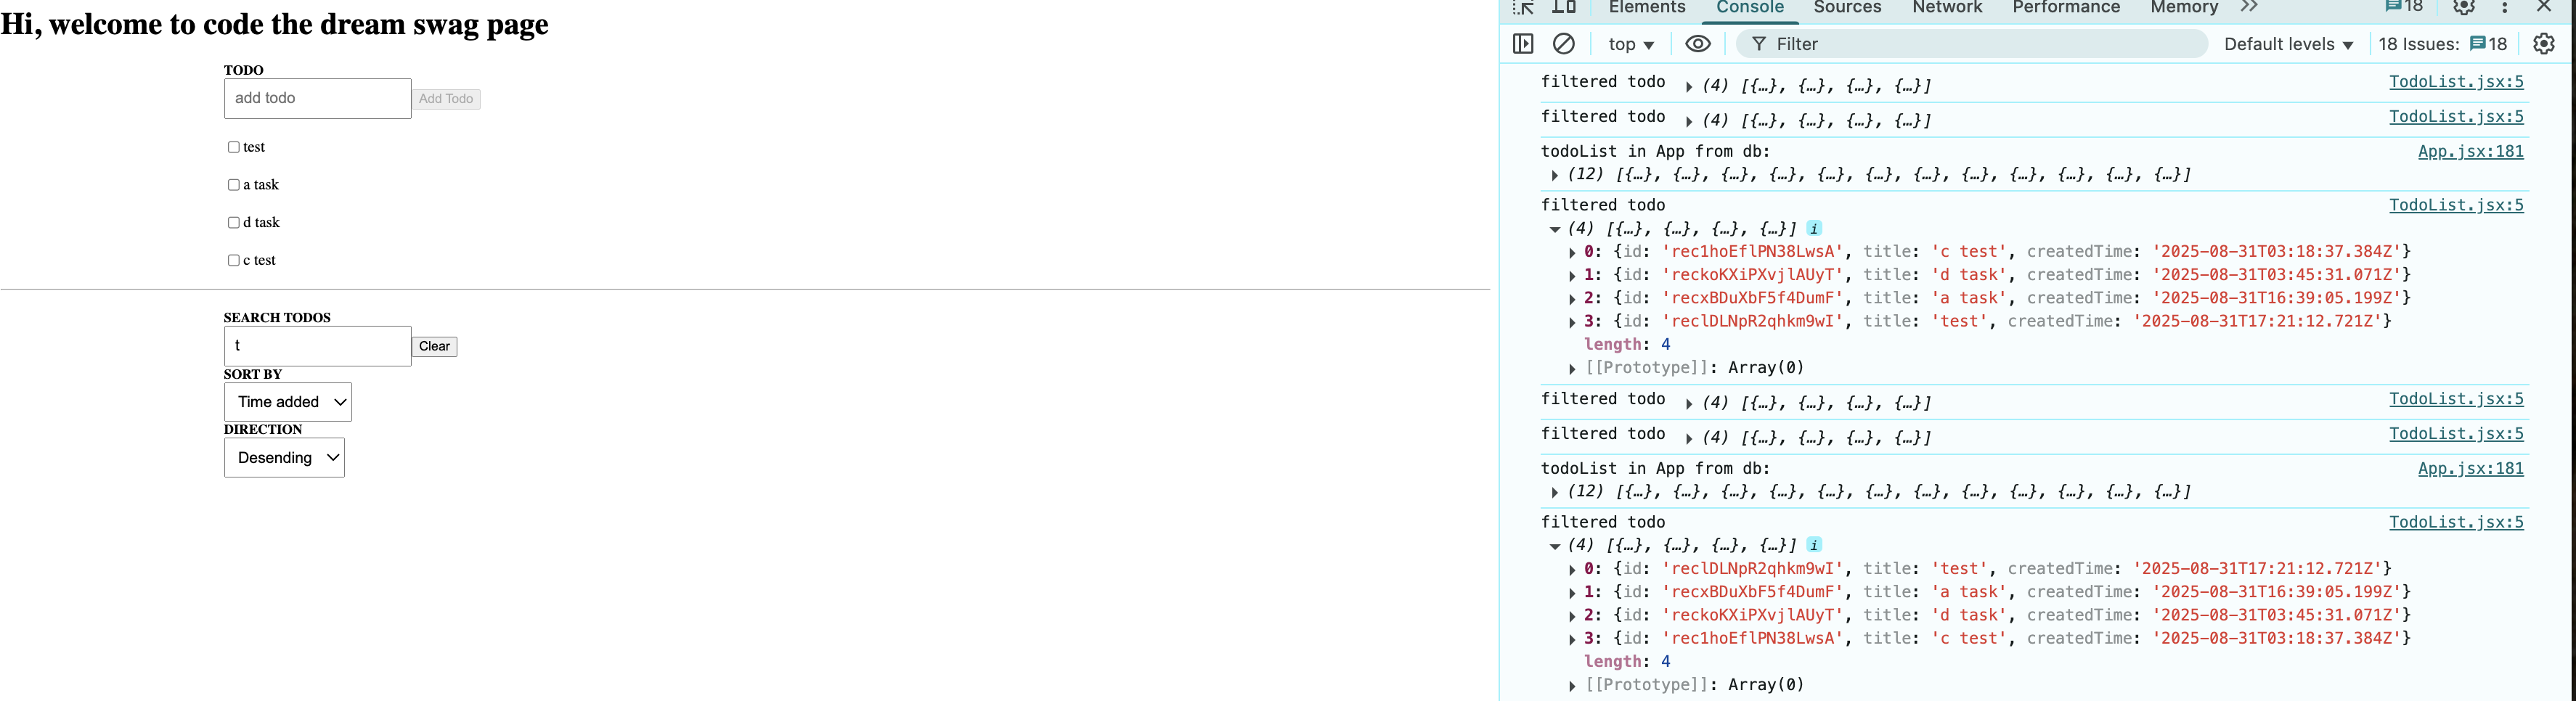 Hi, welcome to code the dream swag page
TODO
add todo
Add Todo
test
a task
d task
c test
SEARCH TODOS
t
Clear
SORT BY
Time added
DIRECTION
Desending
Elements Console Sources Network Performance Memory >> 18
top Filter Default levels 18 Issues: 18
filtered todo (4) [{…}, {…}, {…}, {…}] TodoList.jsx:5
filtered todo (4) [{…}, {…}, {…}, {…}] TodoList.jsx:5
todoList in App from db: App.jsx:181
(12) [{…}, {…}, {…}, {…}, {…}, {…}, {…}, {…}, {…}, {…}, {…}, {…}]
filtered todo TodoList.jsx:5
(4) [{…}, {…}, {…}, {…}] i
0: {id: 'rec1hoEflPN38LwsA', title: 'c test', createdTime: '2025-08-31T03:18:37.384Z'}
1: {id: 'reckoKXiPXvjlAUyT', title: 'd task', createdTime: '2025-08-31T03:45:31.071Z'}
2: {id: 'recxBDuXbF5f4DumF', title: 'a task', createdTime: '2025-08-31T16:39:05.199Z'}
3: {id: 'reclDLNpR2qhkm9wI', title: 'test', createdTime: '2025-08-31T17:21:12.721Z'}
length: 4
[[Prototype]]: Array(0)
filtered todo (4) [{…}, {…}, {…}, {…}] TodoList.jsx:5
filtered todo (4) [{…}, {…}, {…}, {…}] TodoList.jsx:5
todoList in App from db: App.jsx:181
(12) [{…}, {…}, {…}, {…}, {…}, {…}, {…}, {…}, {…}, {…}, {…}, {…}]
filtered todo TodoList.jsx:5
(4) [{…}, {…}, {…}, {…}] i
0: {id: 'reclDLNpR2qhkm9wI', title: 'test', createdTime: '2025-08-31T17:21:12.721Z'}
1: {id: 'recxBDuXbF5f4DumF', title: 'a task', createdTime: '2025-08-31T16:39:05.199Z'}
2: {id: 'reckoKXiPXvjlAUyT', title: 'd task', createdTime: '2025-08-31T03:45:31.071Z'}
3: {id: 'rec1hoEflPN38LwsA', title: 'c test', createdTime: '2025-08-31T03:18:37.384Z'}
length: 4
[[Prototype]]: Array(0)